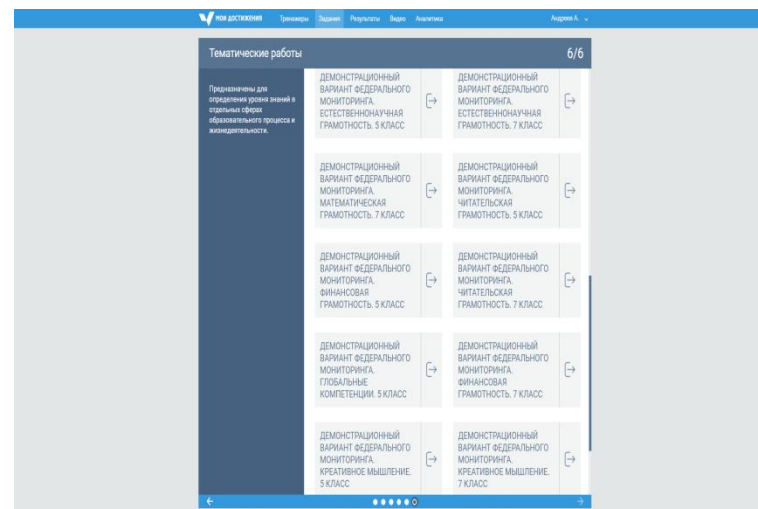 МОИ ДОСТИЖЕНИЯ Тренажеры Задания Результаты Видео Аналитика Андреев А.
Тематические работы 6/6
Предназначены для
определения уровня знаний в
отдельных сферах
образовательного процесса и
жизнедеятельности.
ДЕМОНСТРАЦИОННЫЙ
ВАРИАНТ ФЕДЕРАЛЬНОГО
МОНИТОРИНГА.
ЕСТЕСТВЕННОНАУЧНАЯ
ГРАМОТНОСТЬ. 5 КЛАСС
ДЕМОНСТРАЦИОННЫЙ
ВАРИАНТ ФЕДЕРАЛЬНОГО
МОНИТОРИНГА.
ЕСТЕСТВЕННОНАУЧНАЯ
ГРАМОТНОСТЬ. 7 КЛАСС
ДЕМОНСТРАЦИОННЫЙ
ВАРИАНТ ФЕДЕРАЛЬНОГО
МОНИТОРИНГА.
МАТЕМАТИЧЕСКАЯ
ГРАМОТНОСТЬ. 7 КЛАСС
ДЕМОНСТРАЦИОННЫЙ
ВАРИАНТ ФЕДЕРАЛЬНОГО
МОНИТОРИНГА.
ЧИТАТЕЛЬСКАЯ
ГРАМОТНОСТЬ. 5 КЛАСС
ДЕМОНСТРАЦИОННЫЙ
ВАРИАНТ ФЕДЕРАЛЬНОГО
МОНИТОРИНГА.
ФИНАНСОВАЯ
ГРАМОТНОСТЬ. 5 КЛАСС
ДЕМОНСТРАЦИОННЫЙ
ВАРИАНТ ФЕДЕРАЛЬНОГО
МОНИТОРИНГА.
ЧИТАТЕЛЬСКАЯ
ГРАМОТНОСТЬ. 7 КЛАСС
ДЕМОНСТРАЦИОННЫЙ
ВАРИАНТ ФЕДЕРАЛЬНОГО
МОНИТОРИНГА.
ГЛОБАЛЬНЫЕ
КОМПЕТЕНЦИИ. 5 КЛАСС
ДЕМОНСТРАЦИОННЫЙ
ВАРИАНТ ФЕДЕРАЛЬНОГО
МОНИТОРИНГА.
ФИНАНСОВАЯ
ГРАМОТНОСТЬ. 7 КЛАСС
ДЕМОНСТРАЦИОННЫЙ
ВАРИАНТ ФЕДЕРАЛЬНОГО
МОНИТОРИНГА.
КРЕАТИВНОЕ МЫШЛЕНИЕ.
5 КЛАСС
ДЕМОНСТРАЦИОННЫЙ
ВАРИАНТ ФЕДЕРАЛЬНОГО
МОНИТОРИНГА.
КРЕАТИВНОЕ МЫШЛЕНИЕ.
7 КЛАСС